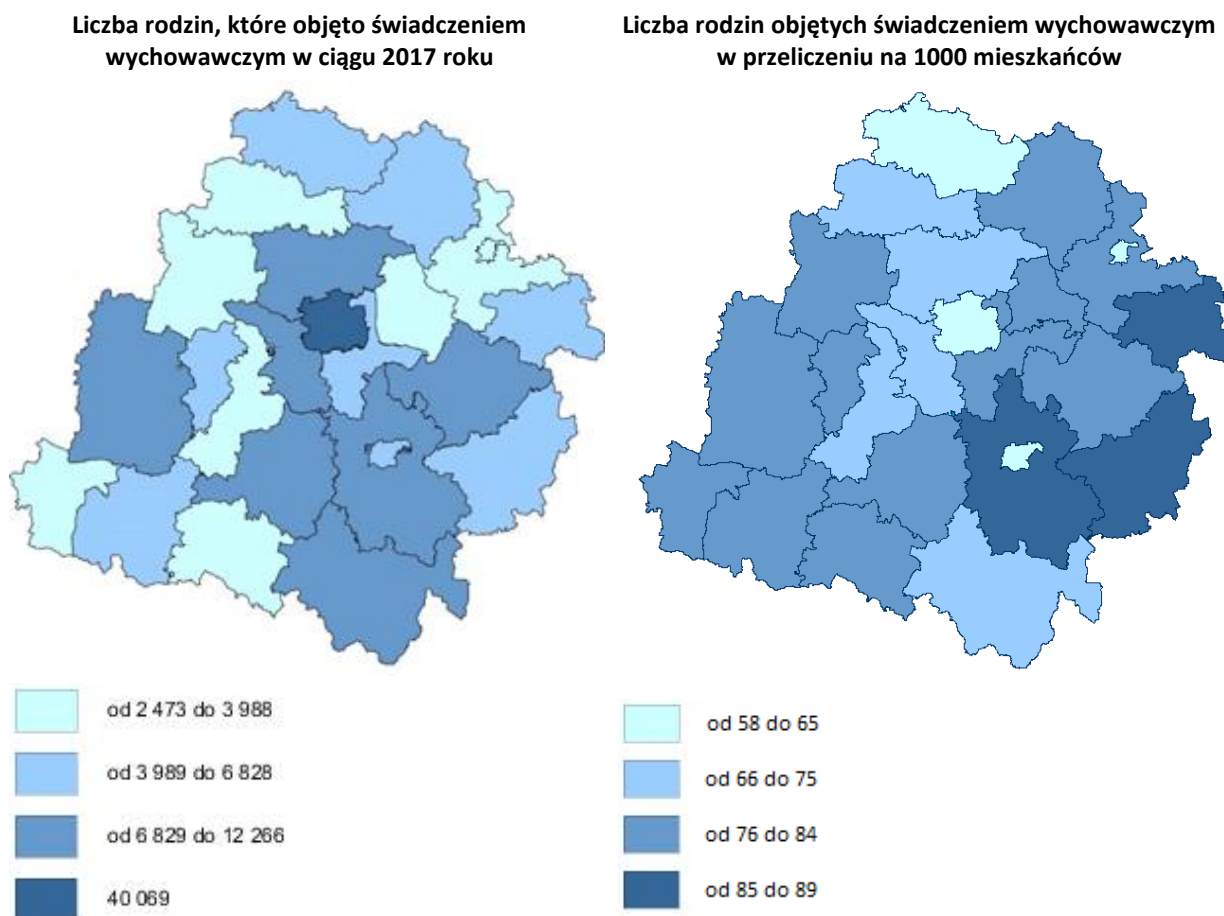 Liczba rodzin, które objęto świadczeniem
wychowawczym w ciągu 2017 roku
Liczba rodzin objętych świadczeniem wychowawczym
w przeliczeniu na 1000 mieszkańców
od 2 473 do 3 988
od 3 989 do 6 828
od 6 829 do 12 266
40 069
od 58 do 65
od 66 do 75
od 76 do 84
od 85 do 89